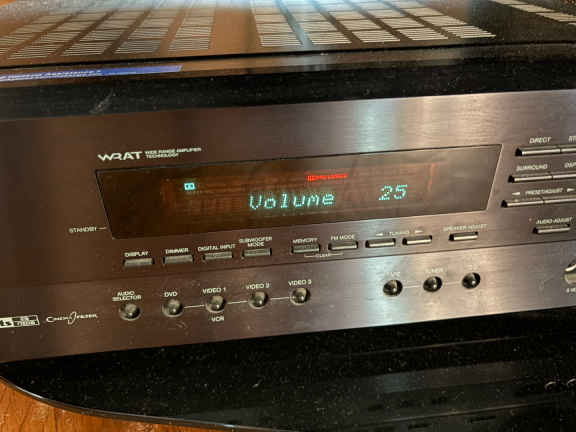 WRAT WIDE RANGE AMPLIFIER
TECHNOLOGY
Volume 25
STANDBY
DISPLAY DIMMER DIGITAL INPUT SUBWOOFER MODE MEMORY FM MODE TUNING SPEAKER ADJUST
CLEAR
DIRECT
SURROUND
PRESET/ADJUST
AUDIO ADJUST
AUDIO SELECTOR DVD VIDEO 1 VIDEO 2 VIDEO 3
VCR
TUNER